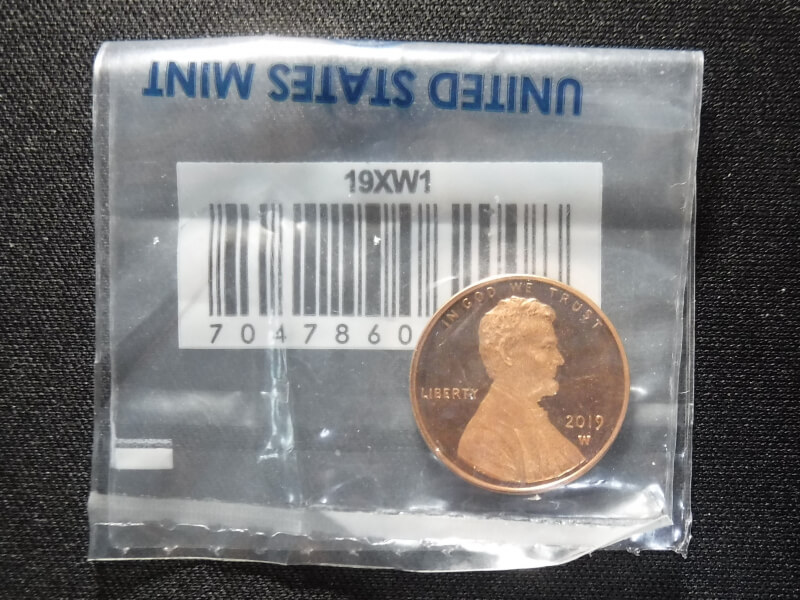 UNITED STATES MINT
19XW1
7047860
IN GOD WE TRUST
LIBERTY
2019
W